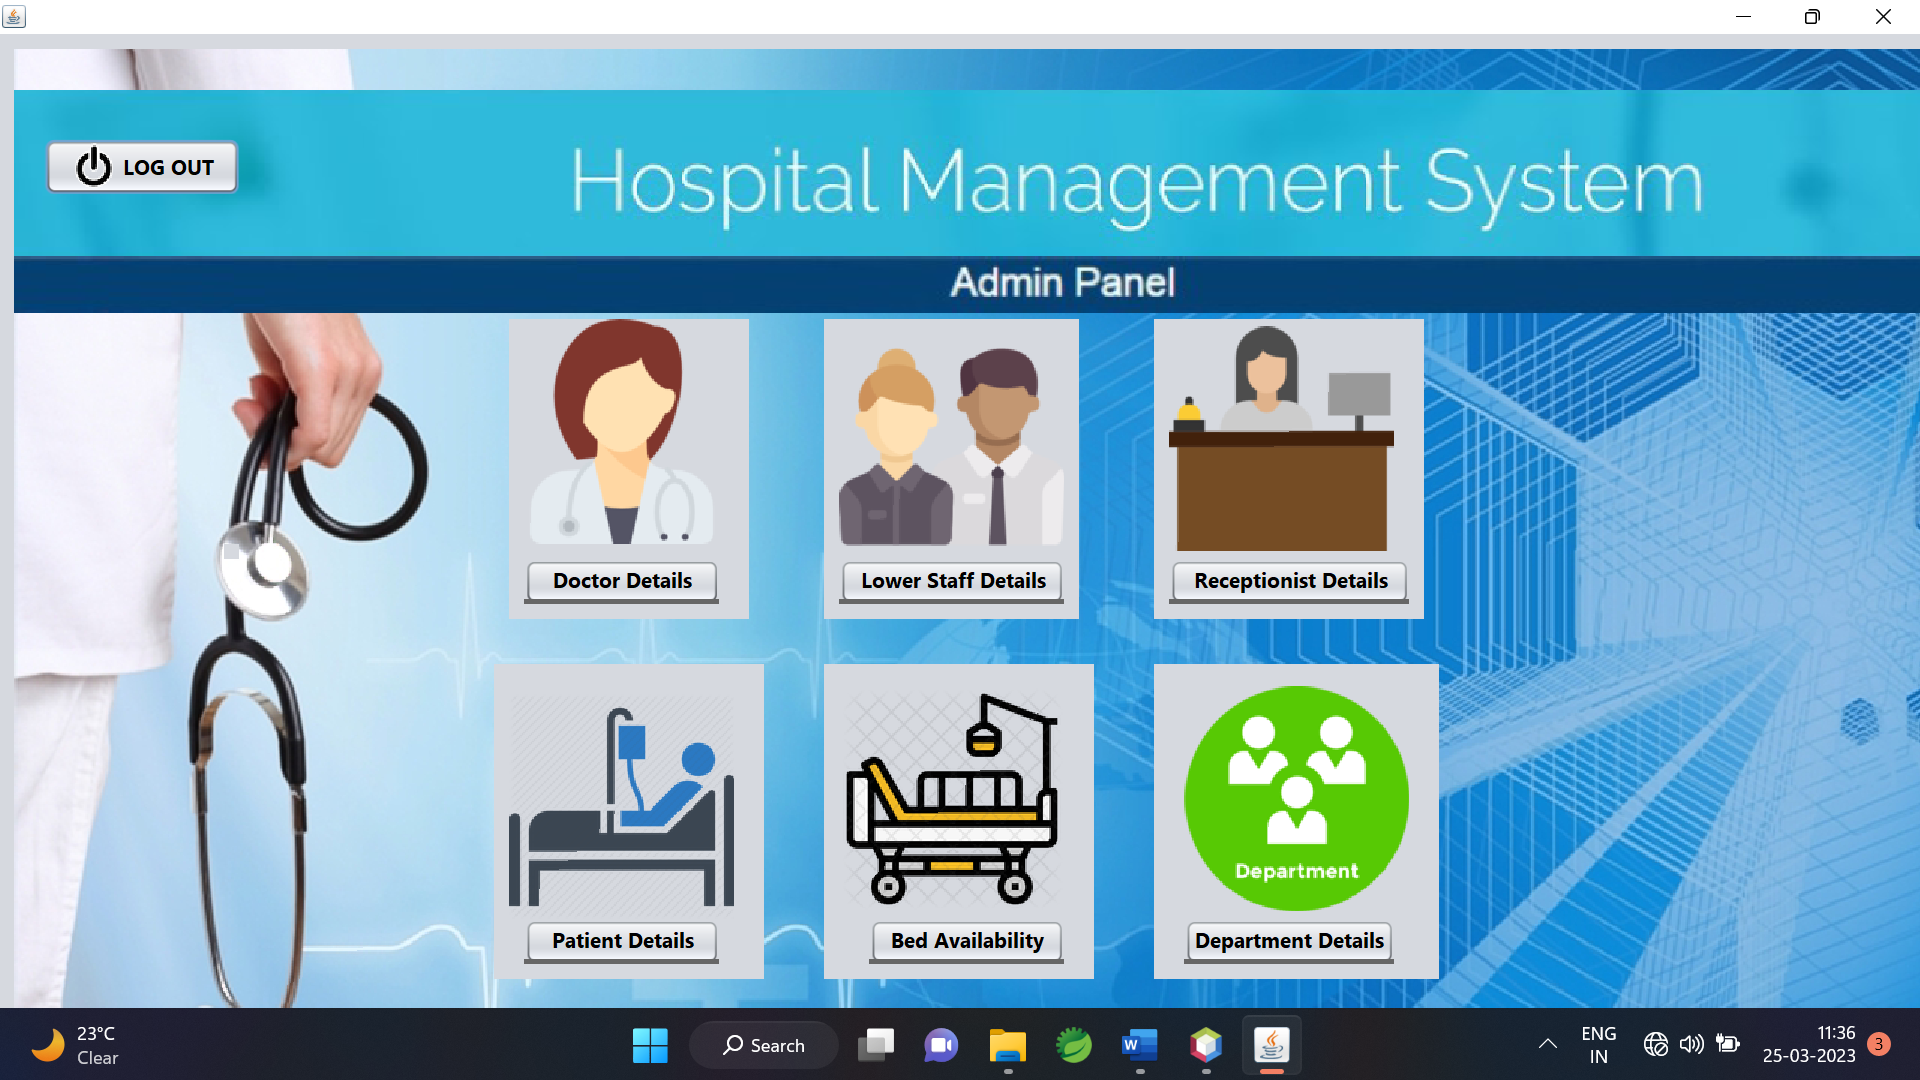 LOG OUT
Hospital Management System
Admin Panel
Doctor Details
Lower Staff Details
Receptionist Details
Department
Patient Details
Bed Availability
Department Details
23°C
Clear
Search
W
ENG
IN
11:36
25-03-2023
3